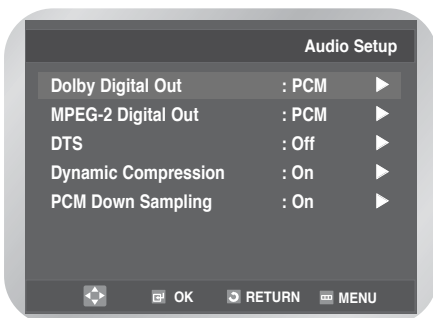 Audio Setup
Dolby Digital Out : PCM
MPEG-2 Digital Out : PCM
DTS : Off
Dynamic Compression : On
PCM Down Sampling : On
OK RETURN MENU